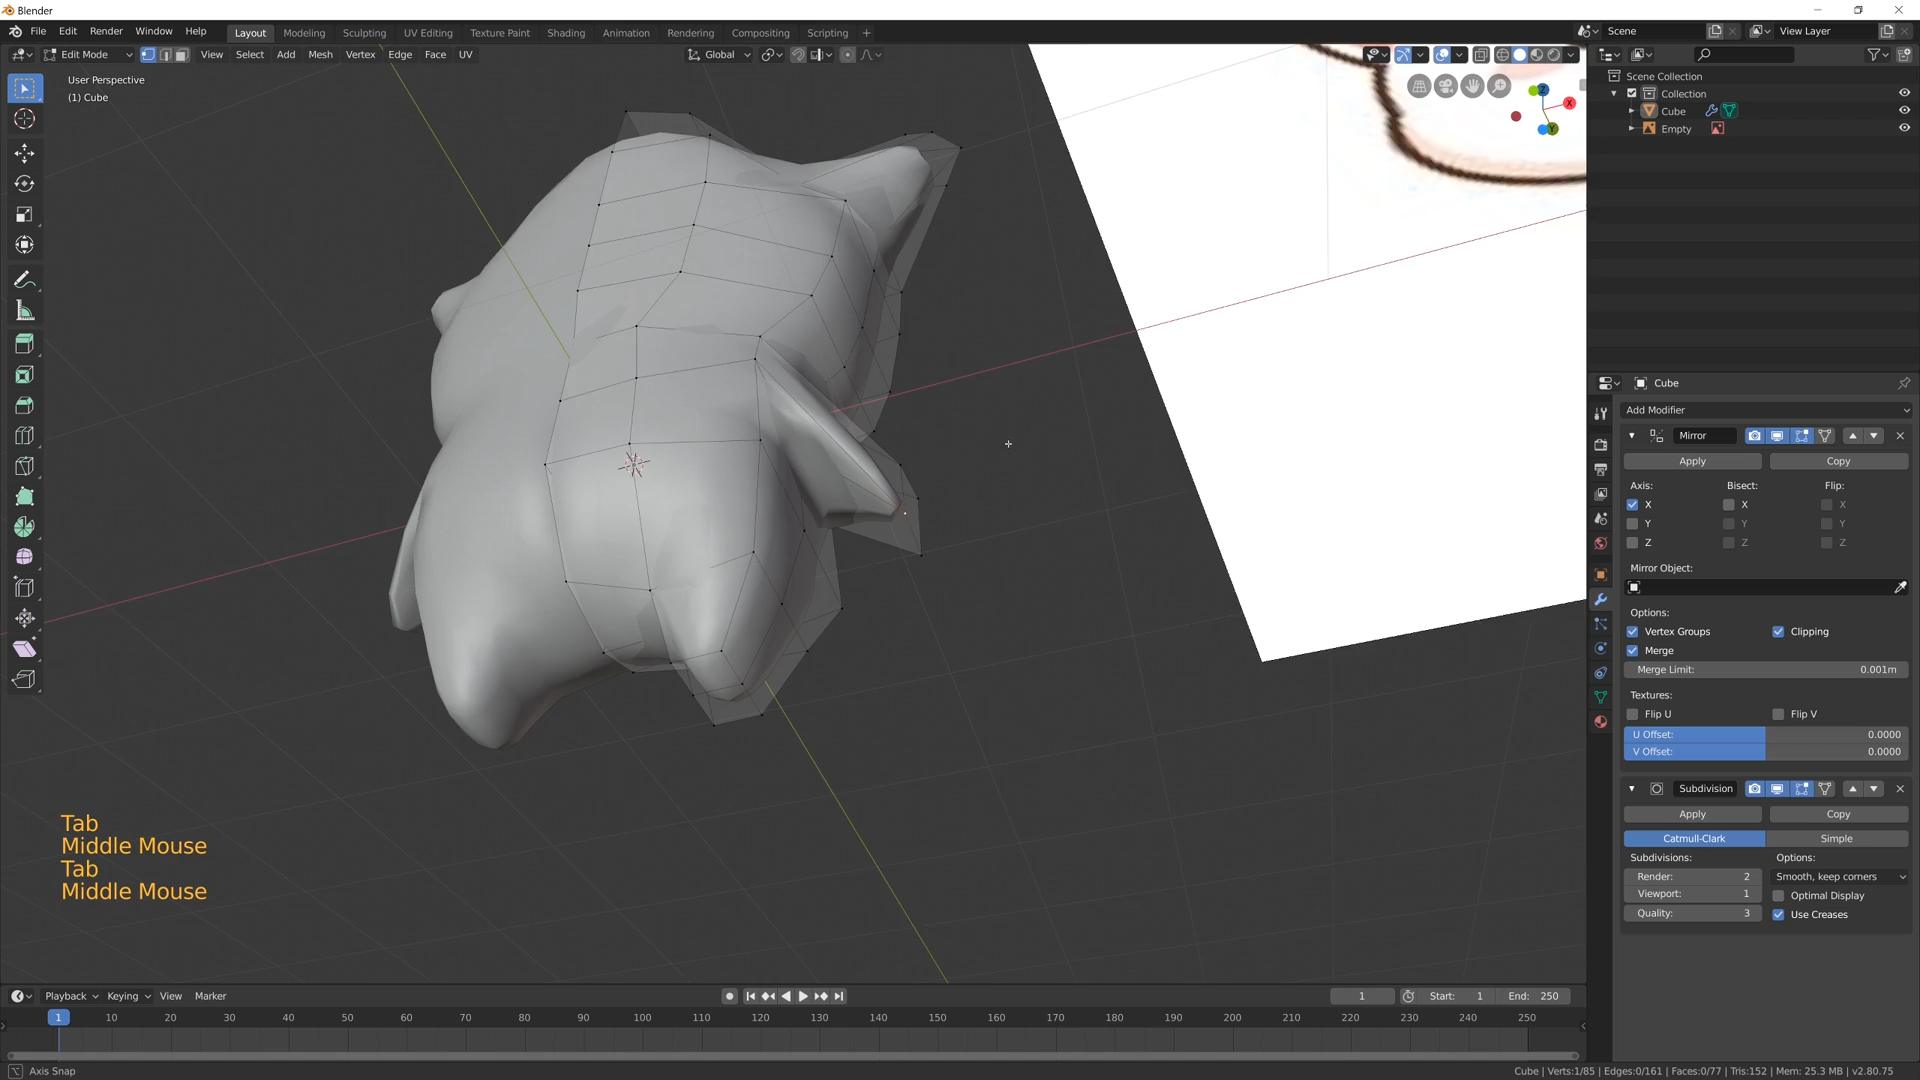 Blender
File Edit Render Window Help
Layout Modeling Sculpting UV Editing Texture Paint Shading Animation Rendering Compositing Scripting +
Scene View Layer
Edit Mode View Select Add Mesh Vertex Edge Face UV Global
User Perspective
(1) Cube
Z X Y
Scene Collection
Collection
Cube
Empty
Cube
Add Modifier
Mirror
Apply Copy
Axis: Bisect: Flip:
X X X
Y Y Y
Z Z Z
Mirror Object:
Options:
Vertex Groups Clipping
Merge
Merge Limit: 0.001m
Textures:
Flip U Flip V
U Offset: 0.0000
V Offset: 0.0000
Subdivision
Apply Copy
Catmull-Clark Simple
Subdivisions: Options:
Render: 2 Smooth, keep corners
Viewport: 1 Optimal Display
Quality: 3 Use Creases
Tab
Middle Mouse
Tab
Middle Mouse
Playback Keying View Marker 1 Start: 1 End: 250
1 10 20 30 40 50 60 70 80 90 100 110 120 130 140 150 160 170 180 190 200 210 220 230 240 250
Axis Snap
Cube | Verts:1/85 | Edges:0/161 | Faces:0/77 | Tris:152 | Mem: 25.3 MB | v2.80.75